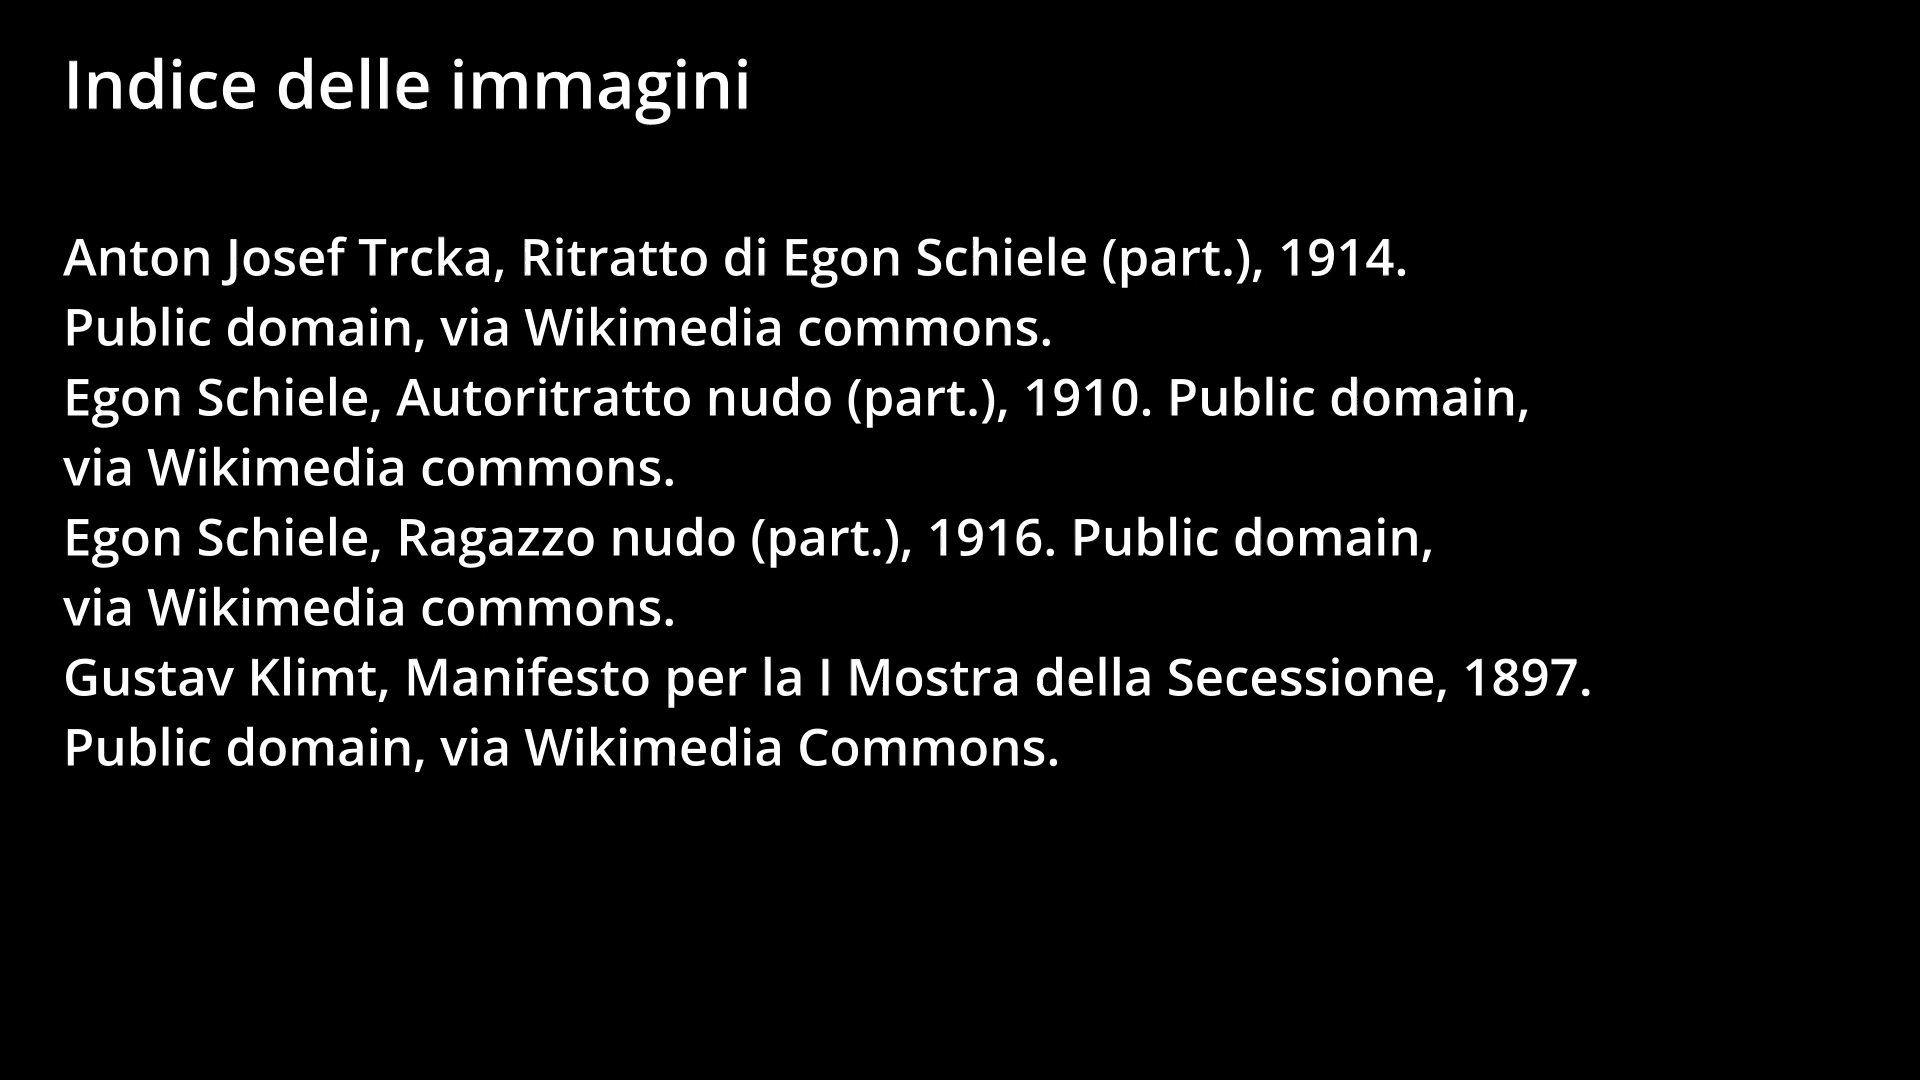 Indice delle immagini
Anton Josef Trcka, Ritratto di Egon Schiele (part.), 1914.
Public domain, via Wikimedia commons.
Egon Schiele, Autoritratto nudo (part.), 1910. Public domain,
via Wikimedia commons.
Egon Schiele, Ragazzo nudo (part.), 1916. Public domain,
via Wikimedia commons.
Gustav Klimt, Manifesto per la I Mostra della Secessione, 1897.
Public domain, via Wikimedia Commons.